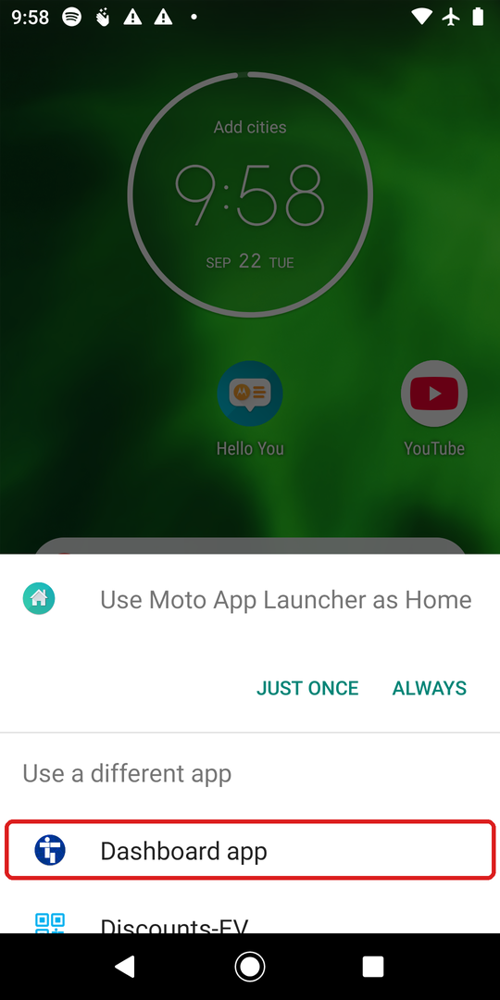 9:58
Add cities
9:58
SEP 22 TUE
Hello You
YouTube
Use Moto App Launcher as Home
JUST ONCE
ALWAYS
Use a different app
Dashboard app
Discounts-EV